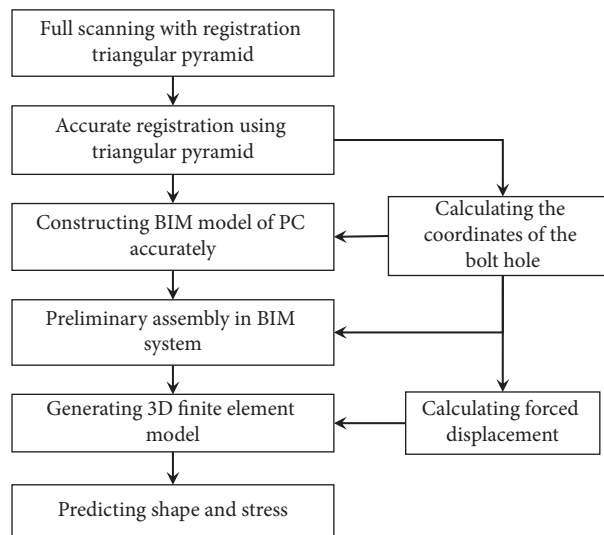 Full scanning with registration
triangular pyramid
Accurate registration using
triangular pyramid
Constructing BIM model of PC
accurately
Calculating the
coordinates of the
bolt hole
Preliminary assembly in BIM
system
Generating 3D finite element
model
Calculating forced
displacement
Predicting shape and stress